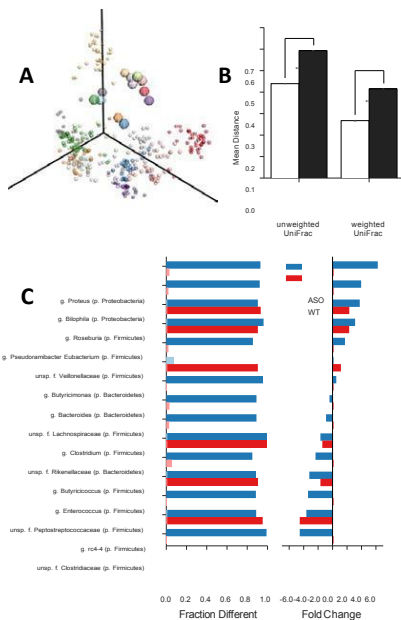 A
B
0.8
0.7
0.6
0.5
0.4
0.3
0.2
0.1
0.0
Mean Distance
unweighted
UniFrac
weighted
UniFrac
C
g. Proteus (p. Proteobacteria)
g. Bilophila (p. Proteobacteria)
g. Roseburia (p. Firmicutes)
g. Pseudorambacter Eubacterium (p. Firmicutes)
unsp. f. Veillonellaceae (p. Firmicutes)
g. Butyricimonas (p. Bacteroidetes)
g. Bacteroides (p. Bacteroidetes)
unsp. f. Lachnospiraceae (p. Firmicutes)
g. Clostridium (p. Firmicutes)
unsp. f. Rikenellaceae (p. Bacteroidetes)
g. Butyricicoccus (p. Firmicutes)
g. Enterococcus (p. Firmicutes)
unsp. f. Peptostreptococcaceae (p. Firmicutes)
g. rc4-4 (p. Firmicutes)
unsp. f. Clostridiaceae (p. Firmicutes)
ASO
WT
0.0 0.2 0.4 0.6 0.8 1.0
Fraction Different
-6.0-4.0-2.0 0.0 2.0 4.0 6.0
Fold Change